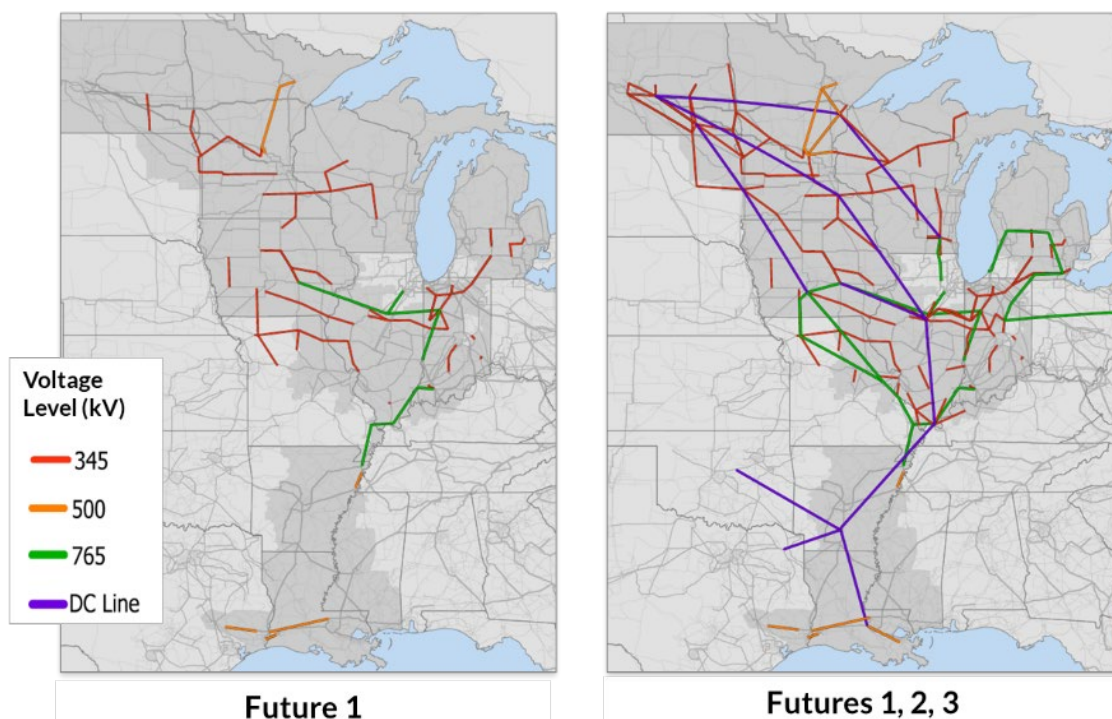 Voltage
Level (kV)
345
500
765
DC Line
Future 1
Futures 1, 2, 3